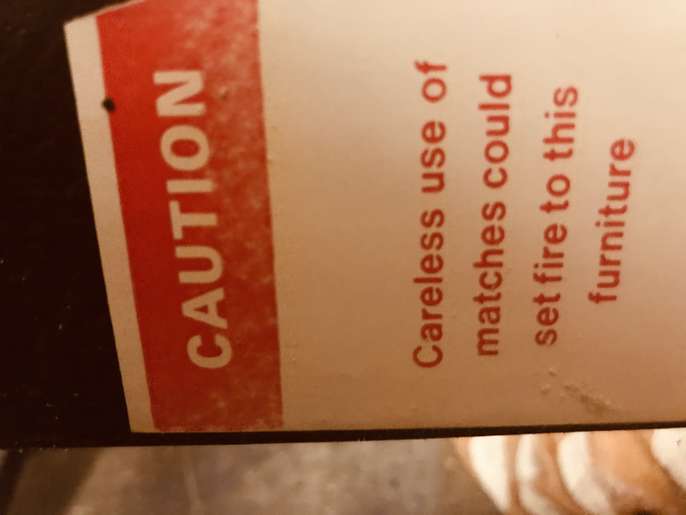 CAUTION
Careless use of
matches could
set fire to this
furniture